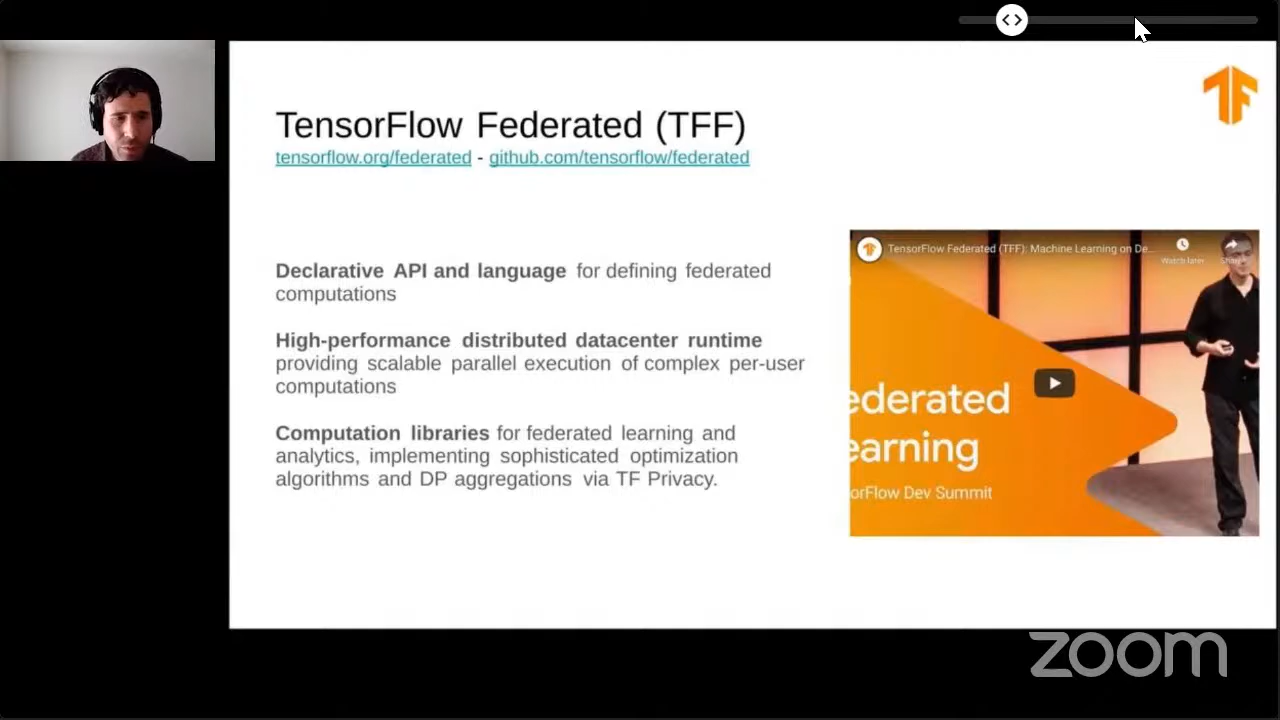 TensorFlow Federated (TFF)
tensorflow.org/federated - github.com/tensorflow/federated
Declarative API and language for defining federated
computations
High-performance distributed datacenter runtime
providing scalable parallel execution of complex per-user
computations
Computation libraries for federated learning and
analytics, implementing sophisticated optimization
algorithms and DP aggregations via TF Privacy.
TensorFlow Federated (TFF): Machine Learning on De...
Watch later
Share
ederated
earning
orFlow Dev Summit
zoom